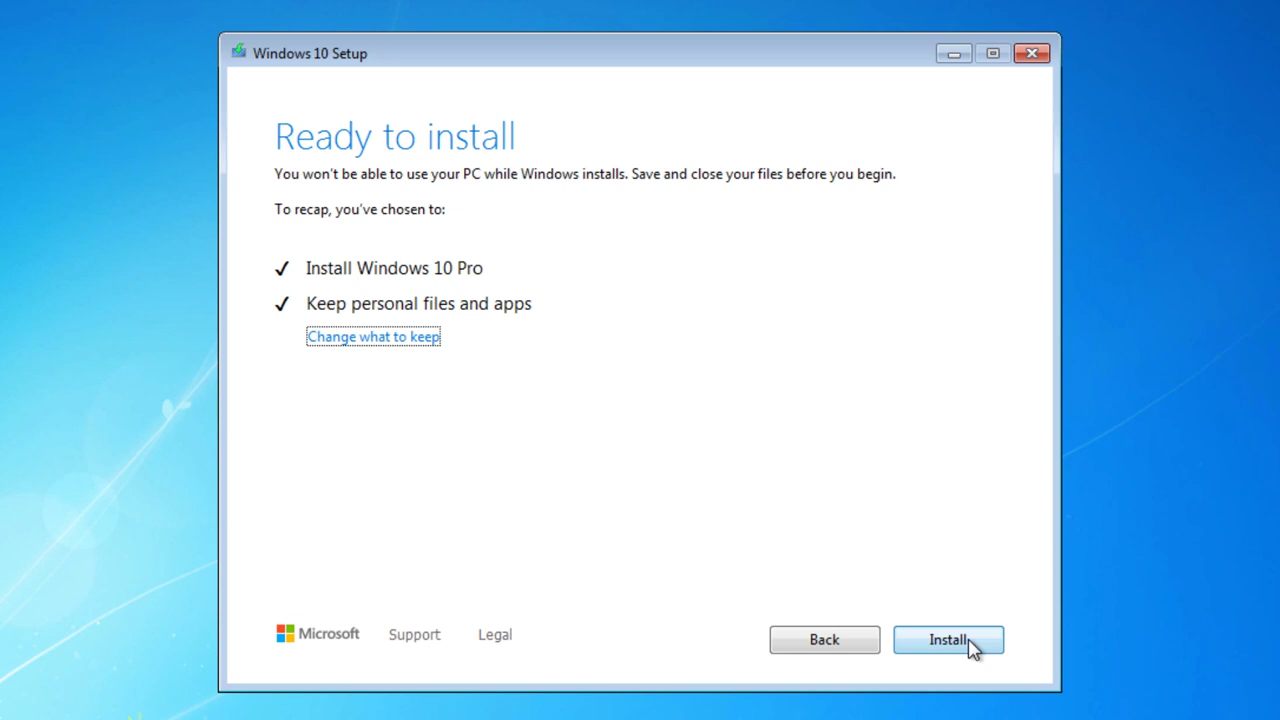 Windows 10 Setup
Ready to install
You won't be able to use your PC while Windows installs. Save and close your files before you begin.
To recap, you've chosen to:
Install Windows 10 Pro
Keep personal files and apps
Change what to keep
Microsoft Support Legal Back Install